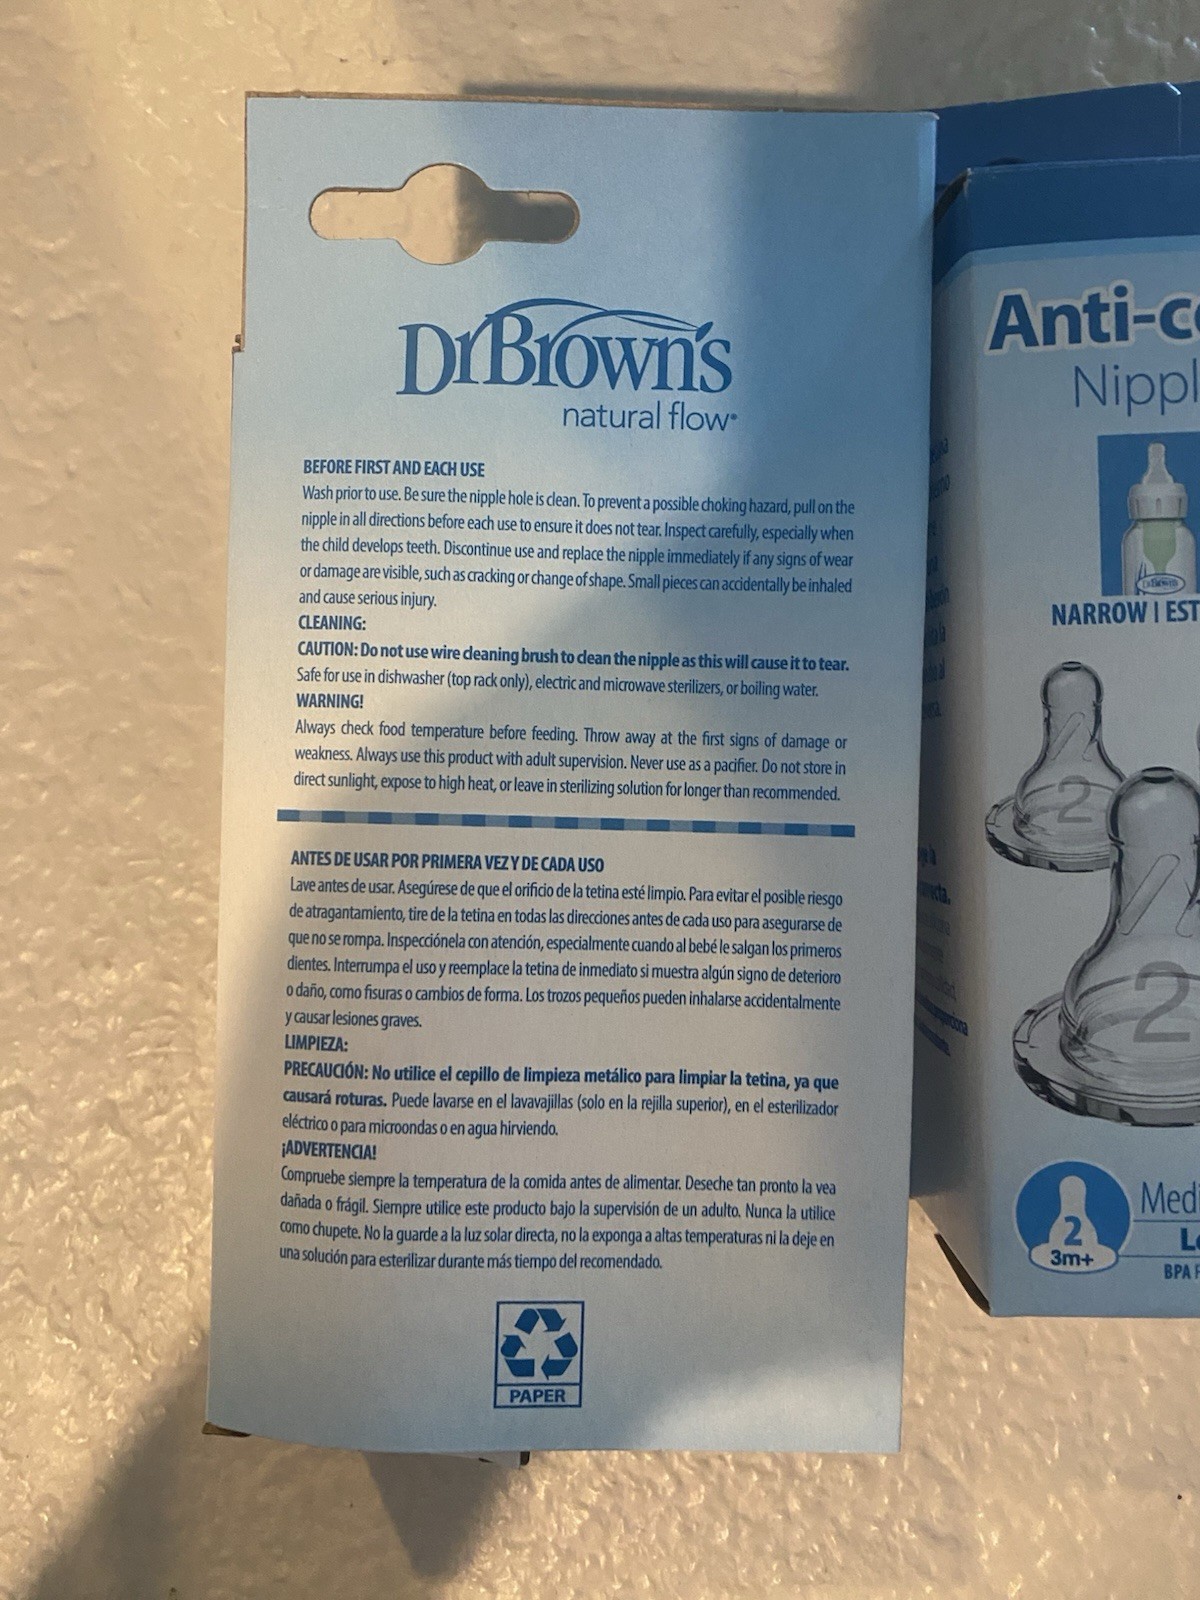 DrBrown's
natural flow®
BEFORE FIRST AND EACH USE
Wash prior to use. Be sure the nipple hole is clean. To prevent a possible choking hazard, pull on the
nipple in all directions before each use to ensure it does not tear. Inspect carefully, especially when
the child develops teeth. Discontinue use and replace the nipple immediately if any signs of wear
or damage are visible, such as cracking or change of shape. Small pieces can accidentally be inhaled
and cause serious injury.
CLEANING:
CAUTION: Do not use wire cleaning brush to clean the nipple as this will cause it to tear.
Safe for use in dishwasher (top rack only), electric and microwave sterilizers, or boiling water.
WARNING!
Always check food temperature before feeding. Throw away at the first signs of damage or
weakness. Always use this product with adult supervision. Never use as a pacifier. Do not store in
direct sunlight, expose to high heat, or leave in sterilizing solution for longer than recommended.
ANTES DE USAR POR PRIMERA VEZ Y DE CADA USO
Lave antes de usar. Asegúrese de que el orificio de la tetina esté limpio. Para evitar el posible riesgo
de atragantamiento, tire de la tetina en todas las direcciones antes de cada uso para asegurarse de
que no se rompa. Inspecciónela con atención, especialmente cuando al bebé le salgan los primeros
dientes. Interrumpa el uso y reemplace la tetina de inmediato si muestra algún signo de deterioro
o daño, como fisuras o cambios de forma. Los trozos pequeños pueden inhalarse accidentalmente
y causar lesiones graves.
LIMPIEZA:
PRECAUCIÓN: No utilice el cepillo de limpieza metálico para limpiar la tetina, ya que
causará roturas. Puede lavarse en el lavavajillas (solo en la rejilla superior), en el esterilizador
eléctrico o para microondas o en agua hirviendo.
¡ADVERTENCIA!
Compruebe siempre la temperatura de la comida antes de alimentar. Deseche tan pronto la vea
dañada o frágil. Siempre utilice este producto bajo la supervisión de un adulto. Nunca la utilice
como chupete. No la guarde a la luz solar directa, no la exponga a altas temperaturas ni la deje en
una solución para esterilizar durante más tiempo del recomendado.
PAPER
Anti-c
Nippl
DrBrown's
NARROW | EST
2
2
2
3m+
Medi
L
BPA F